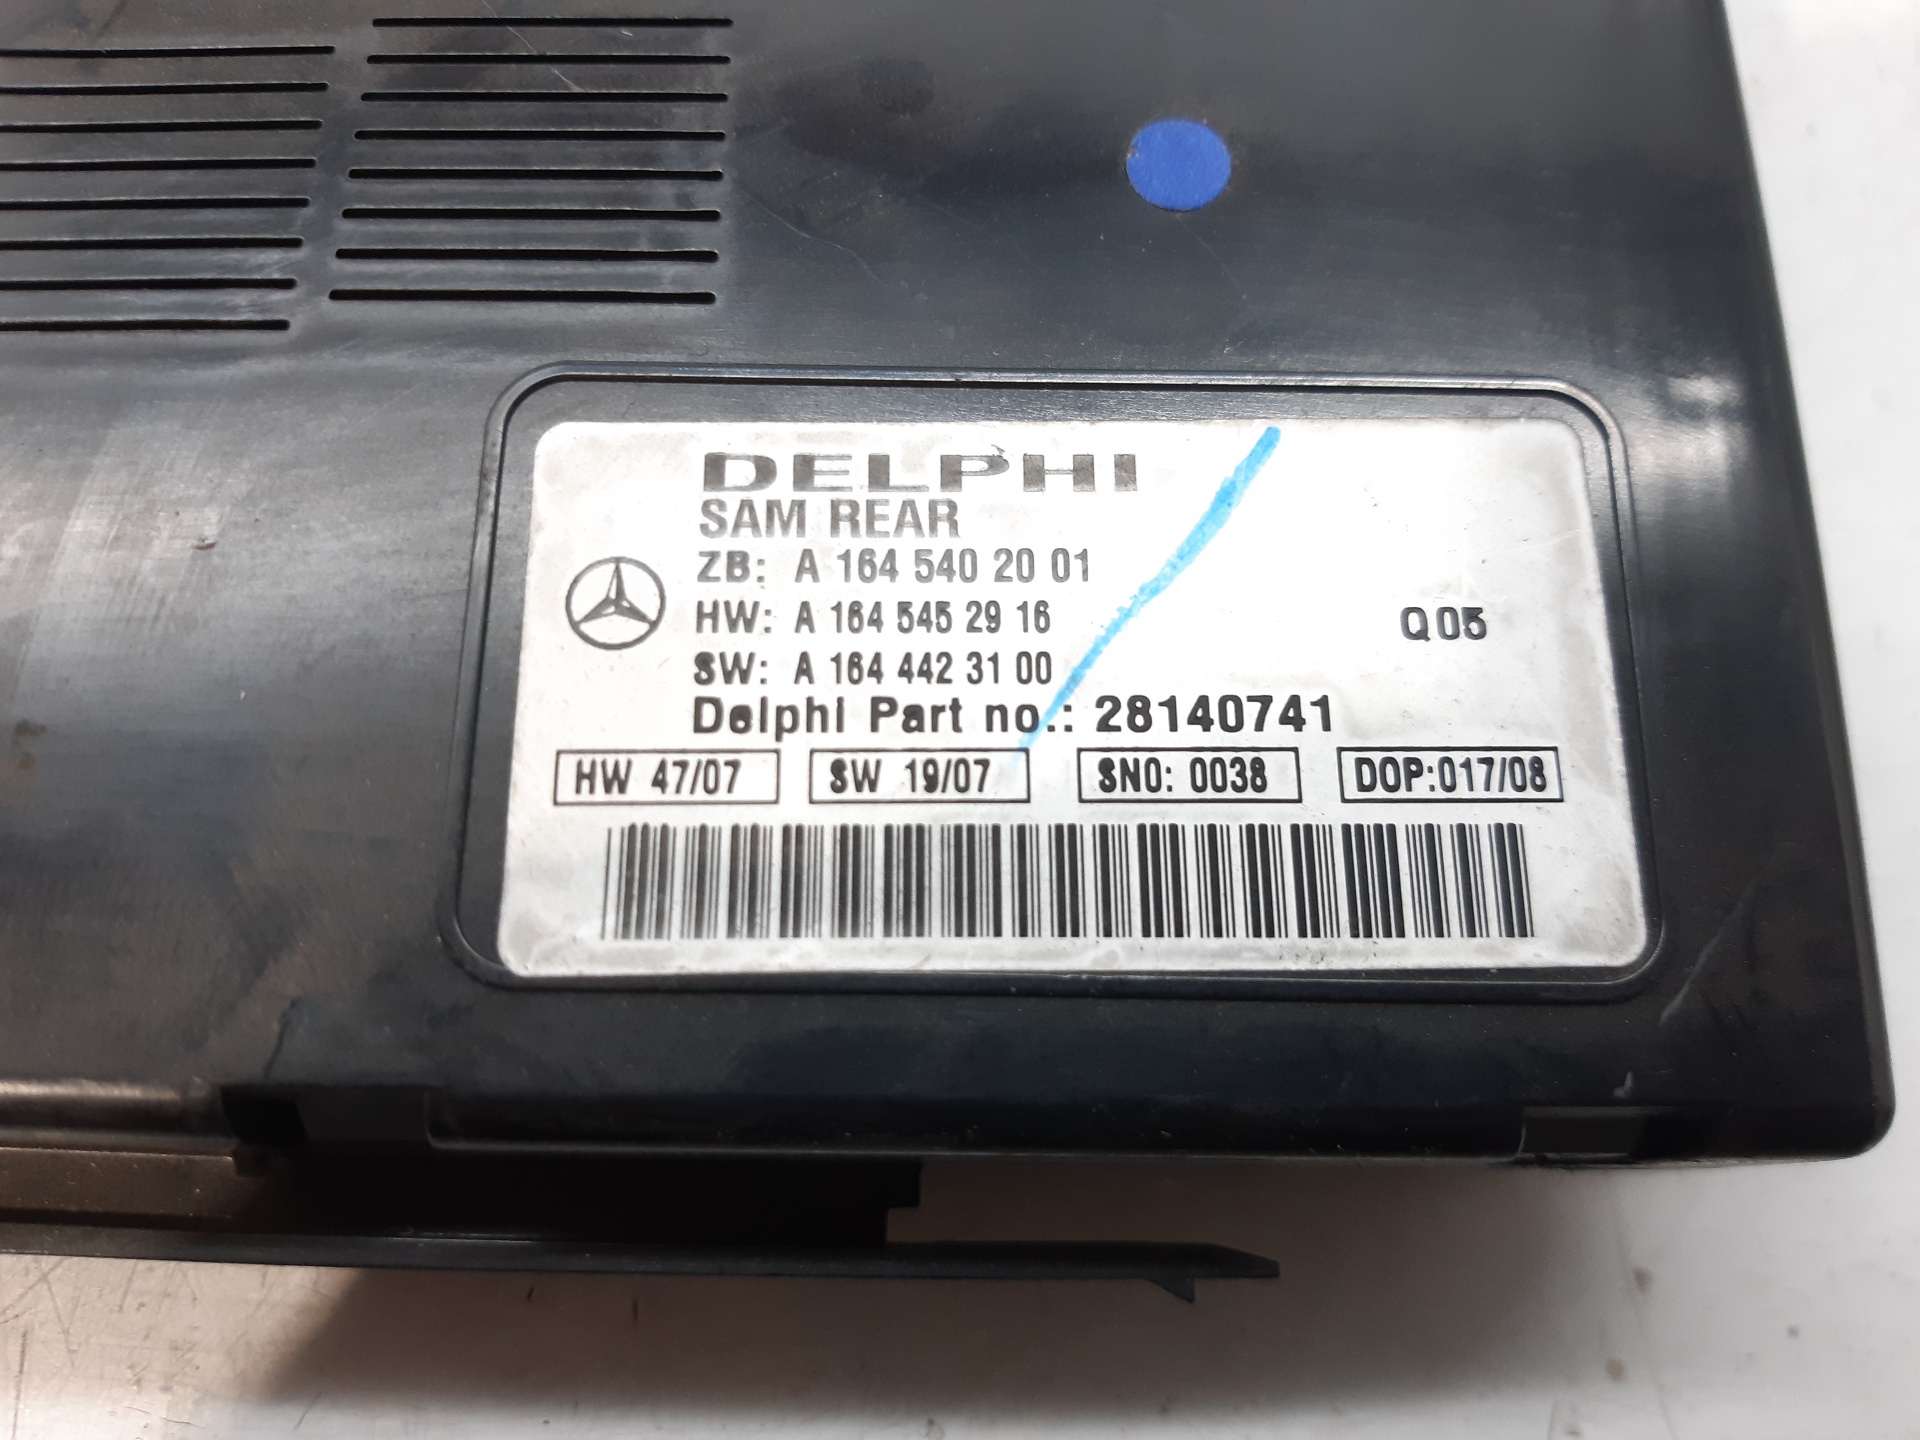 DELPHI
SAM REAR
ZB: A 164 540 20 01
HW: A 164 545 29 16
Q05
SW: A 164 442 31 00
Delphi Part no.: 28140741
HW 47/07 SW 19/07 SNO: 0038 DOP:017/08